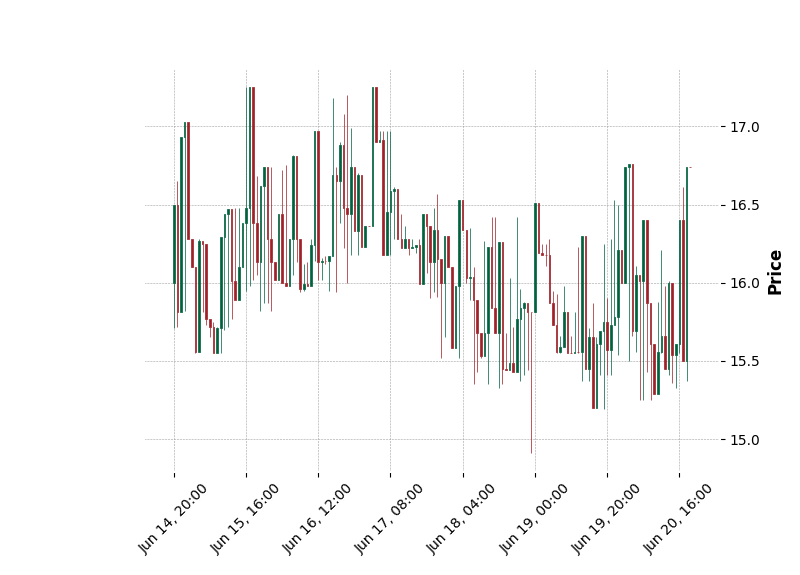 17.0
16.5
16.0
15.5
15.0
Price
Jun 14, 20:00
Jun 15, 16:00
Jun 16, 12:00
Jun 17, 08:00
Jun 18, 04:00
Jun 19, 00:00
Jun 19, 20:00
Jun 20, 16:00